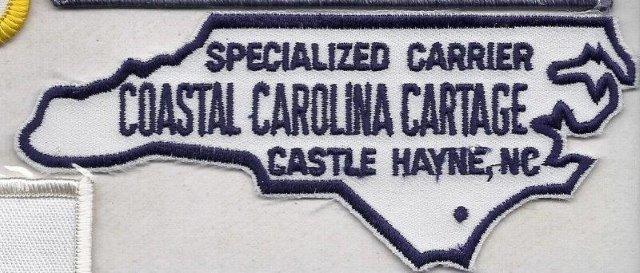 SPECIALIZED CARRIER
COASTAL CAROLINA CARTAGE
CASTLE HAYNE, NC